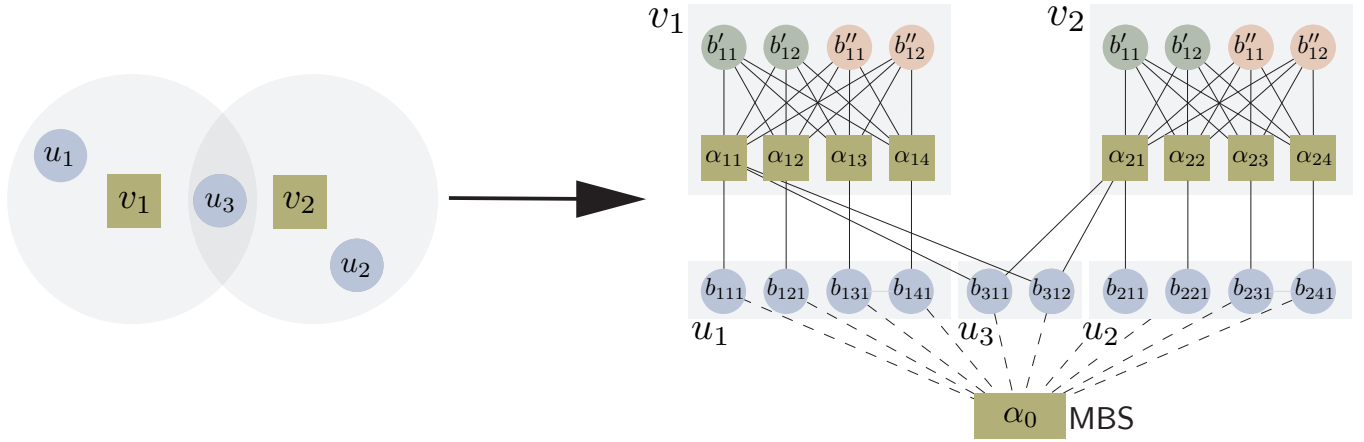 u₁ v₁ u₃ v₂ u₂
v₁ v₂
b′₁₁ b′₁₂ b″₁₁ b″₁₂ b′₁₁ b′₁₂ b″₁₁ b″₁₂
α₁₁ α₁₂ α₁₃ α₁₄ α₂₁ α₂₂ α₂₃ α₂₄
b₁₁₁ b₁₂₁ b₁₃₁ b₁₄₁ b₃₁₁ b₃₁₂ b₂₁₁ b₂₂₁ b₂₃₁ b₂₄₁
u₁ u₃ u₂
α₀ MBS